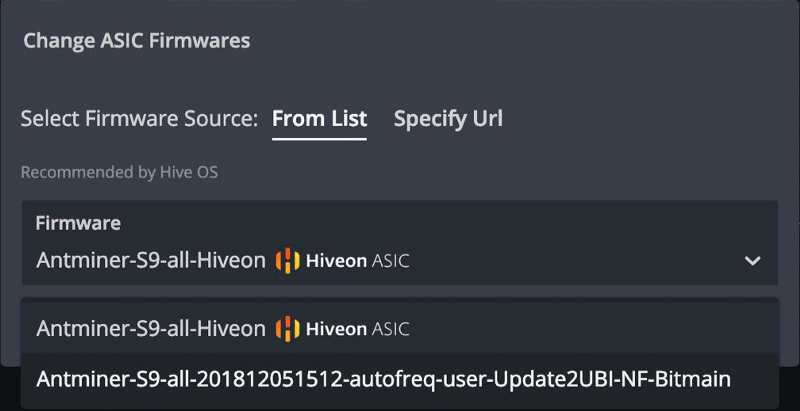 Change ASIC Firmwares
Select Firmware Source: From List Specify Url
Recommended by Hive OS
Firmware
Antminer-S9-all-Hiveon Hiveon ASIC
Antminer-S9-all-Hiveon Hiveon ASIC
Antminer-S9-all-201812051512-autofreq-user-Update2UBI-NF-Bitmain